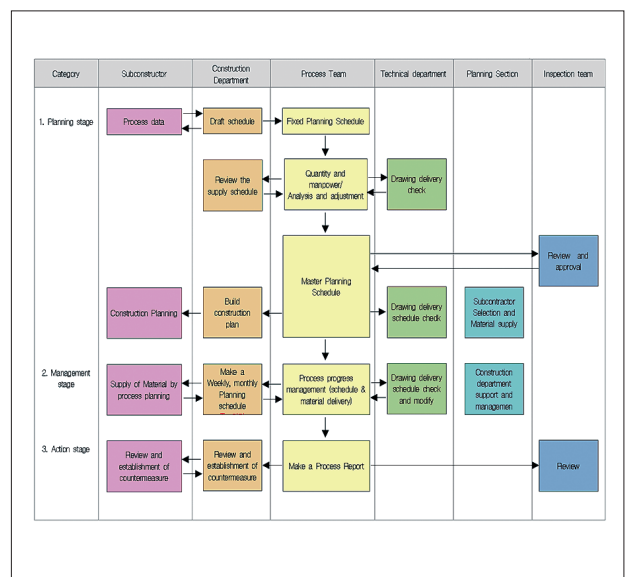 Category
Subconstructor
Construction
Department
Process Team
Technical department
Planning Section
Inspection team
1. Planning stage
Process data
Draft schedule
Fixed Planning Schedule
Review the
supply schedule
Quantity and
manpower/
Analysis and adjustment
Drawing delivery
check
Master Planning
Schedule
Review and
approval
Construction Planning
Build
construction
plan
Drawing delivery
schedule chedk
Subcontractor
Selection and
Material supply
2. Management
stage
Supply of Material by
process planning
Make a
Weekly, monthly
Planning
schedule
Process progress
management (schedule &
material delivery)
Drawing delivery
schedule check
and modify
Construction
department
support and
managemen
3. Action stage
Review and
establishment of
countermeasure
Review and
establishment of
countermeasure
Make a Process Report
Review